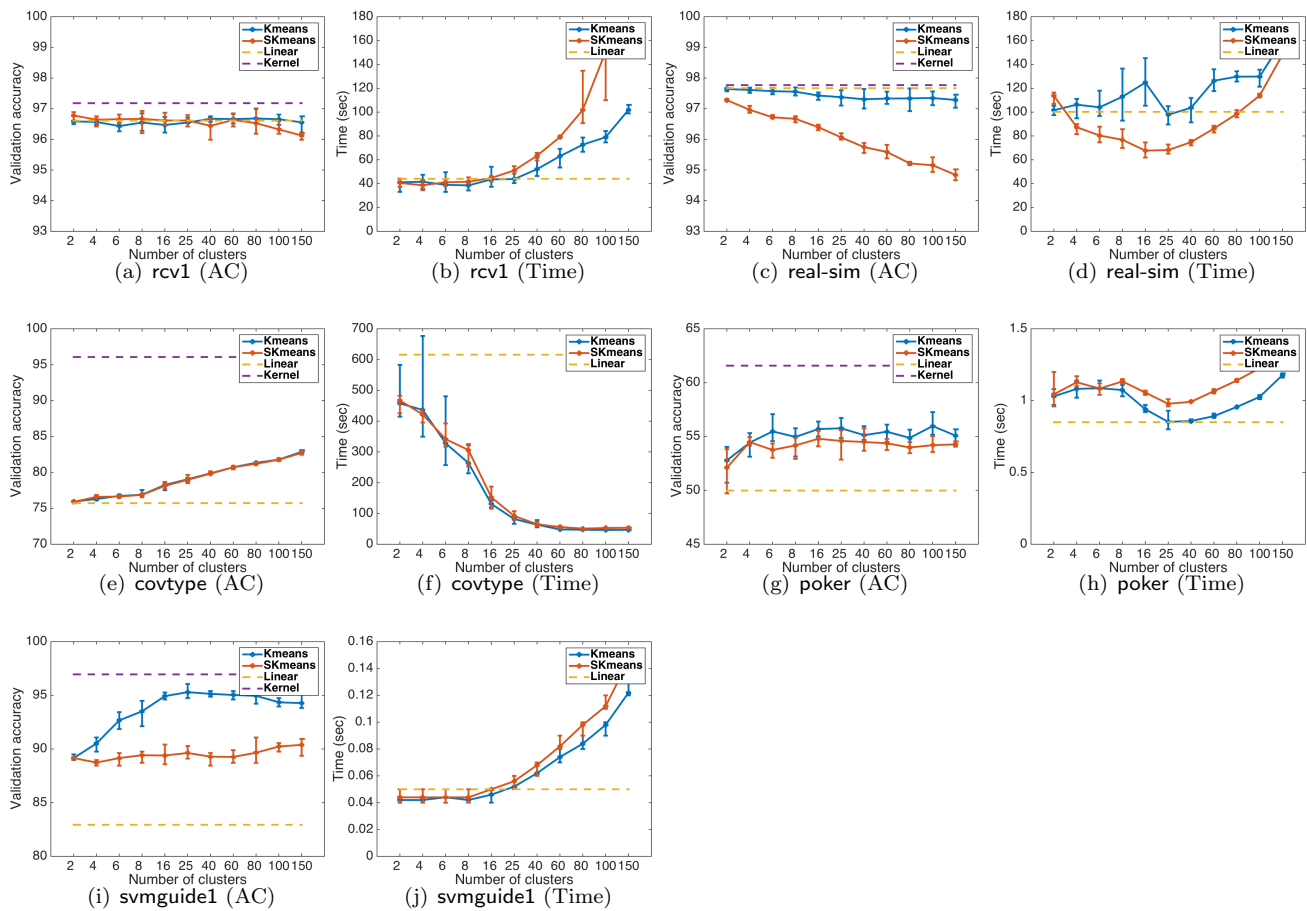 100
99
98
97
96
95
94
93
Validation accuracy
Kmeans
SKmeans
Linear
Kernel
2 4 6 8 16 25 40 60 80 100 150
Number of clusters
(a) rcv1 (AC)
180
160
140
120
100
80
60
40
20
0
Time (sec)
Kmeans
SKmeans
Linear
2 4 6 8 16 25 40 60 80 100 150
Number of clusters
(b) rcv1 (Time)
100
99
98
97
96
95
94
93
Validation accuracy
Kmeans
SKmeans
Linear
Kernel
2 4 6 8 16 25 40 60 80 100 150
Number of clusters
(c) real-sim (AC)
180
160
140
120
100
80
60
40
20
0
Time (sec)
Kmeans
SKmeans
Linear
2 4 6 8 16 25 40 60 80 100 150
Number of clusters
(d) real-sim (Time)
100
95
90
85
80
75
70
Validation accuracy
Kmeans
SKmeans
Linear
Kernel
2 4 6 8 16 25 40 60 80 100 150
Number of clusters
(e) covtype (AC)
700
600
500
400
300
200
100
0
Time (sec)
Kmeans
SKmeans
Linear
2 4 6 8 16 25 40 60 80 100 150
Number of clusters
(f) covtype (Time)
65
60
55
50
45
Validation accuracy
Kmeans
SKmeans
Linear
Kernel
2 4 6 8 16 25 40 60 80 100 150
Number of clusters
(g) poker (AC)
1.5
1
0.5
0
Time (sec)
Kmeans
SKmeans
Linear
2 4 6 8 16 25 40 60 80 100 150
Number of clusters
(h) poker (Time)
100
95
90
85
80
Validation accuracy
Kmeans
SKmeans
Linear
Kernel
2 4 6 8 16 25 40 60 80 100 150
Number of clusters
(i) svmguide1 (AC)
0.16
0.14
0.12
0.1
0.08
0.06
0.04
0.02
0
Time (sec)
Kmeans
SKmeans
Linear
2 4 6 8 16 25 40 60 80 100 150
Number of clusters
(j) svmguide1 (Time)